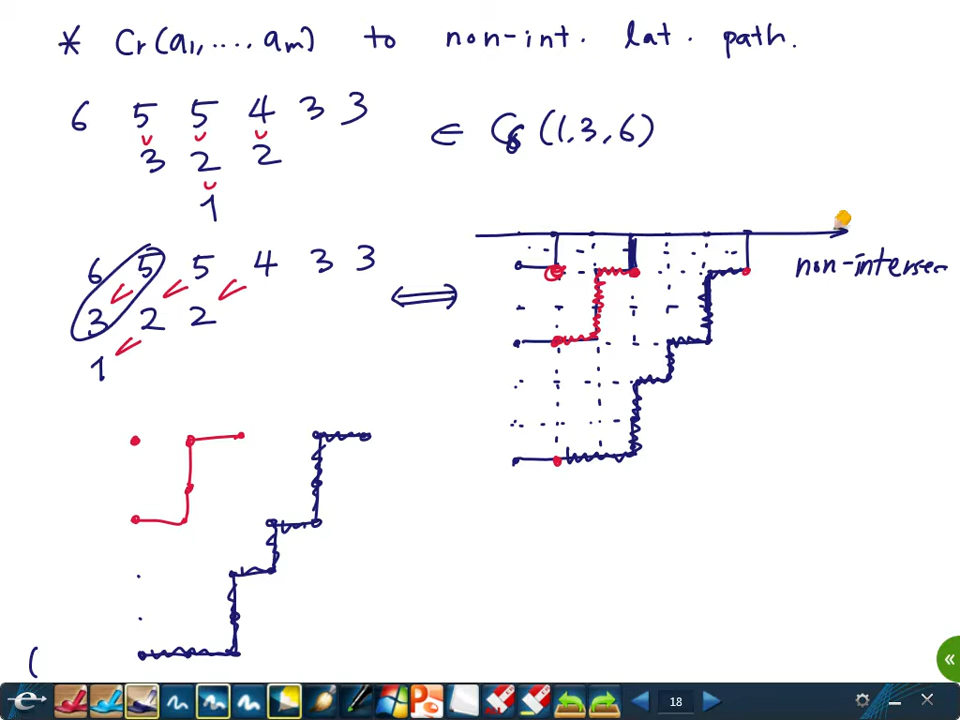 * Cr(a1, .... am) to non-int. lat. path.
6 5 5 4 3 3
3 2 2
1
∈ C6 (1,3,6)
6 5 5 4 3 3
3 2 2
1
⟺
non-intersec
(
18